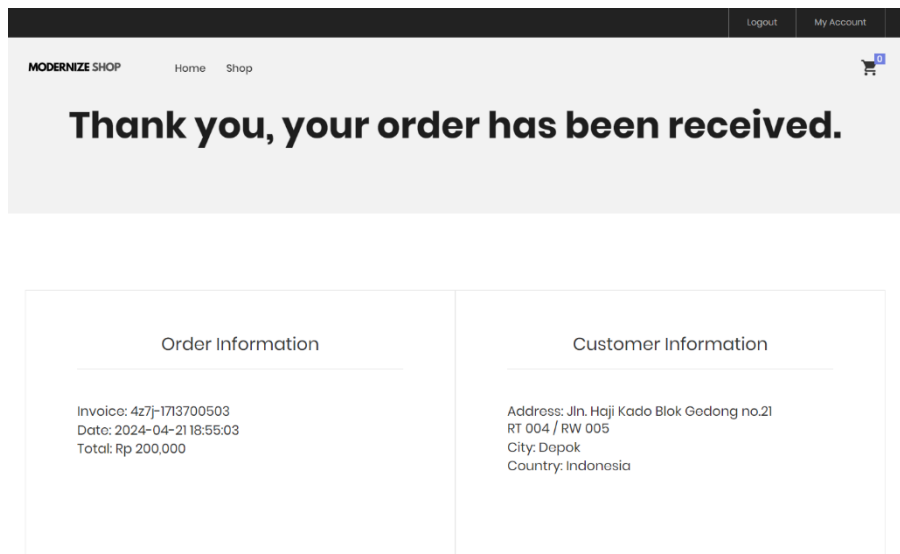 Logout My Account
MODERNIZE SHOP Home Shop 0
Thank you, your order has been received.
Order Information
Invoice: 4z7j-1713700503
Date: 2024-04-21 18:55:03
Total: Rp 200,000
Customer Information
Address: Jln. Haji Kado Blok Gedong no.21
RT 004 / RW 005
City: Depok
Country: Indonesia